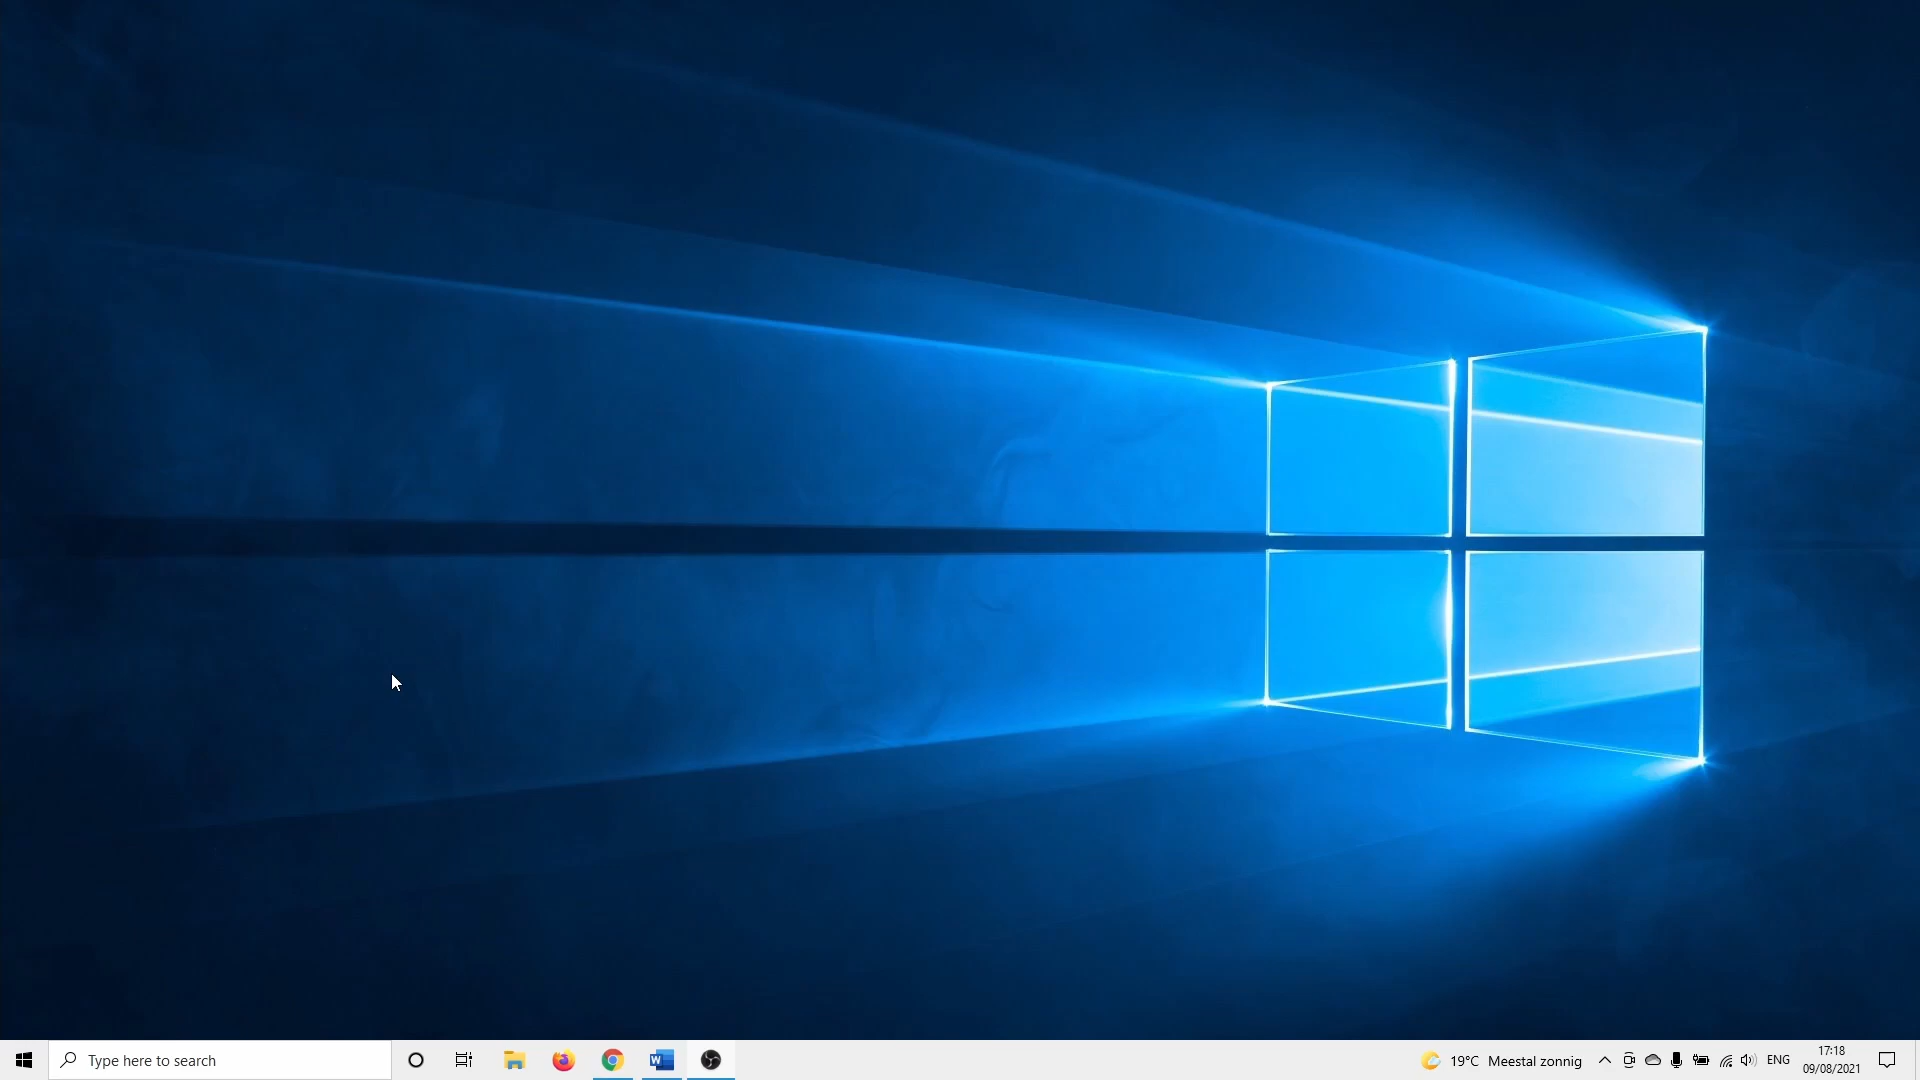 Type here to search
19°C Meestal zonnig
ENG
17:18
09/08/2021